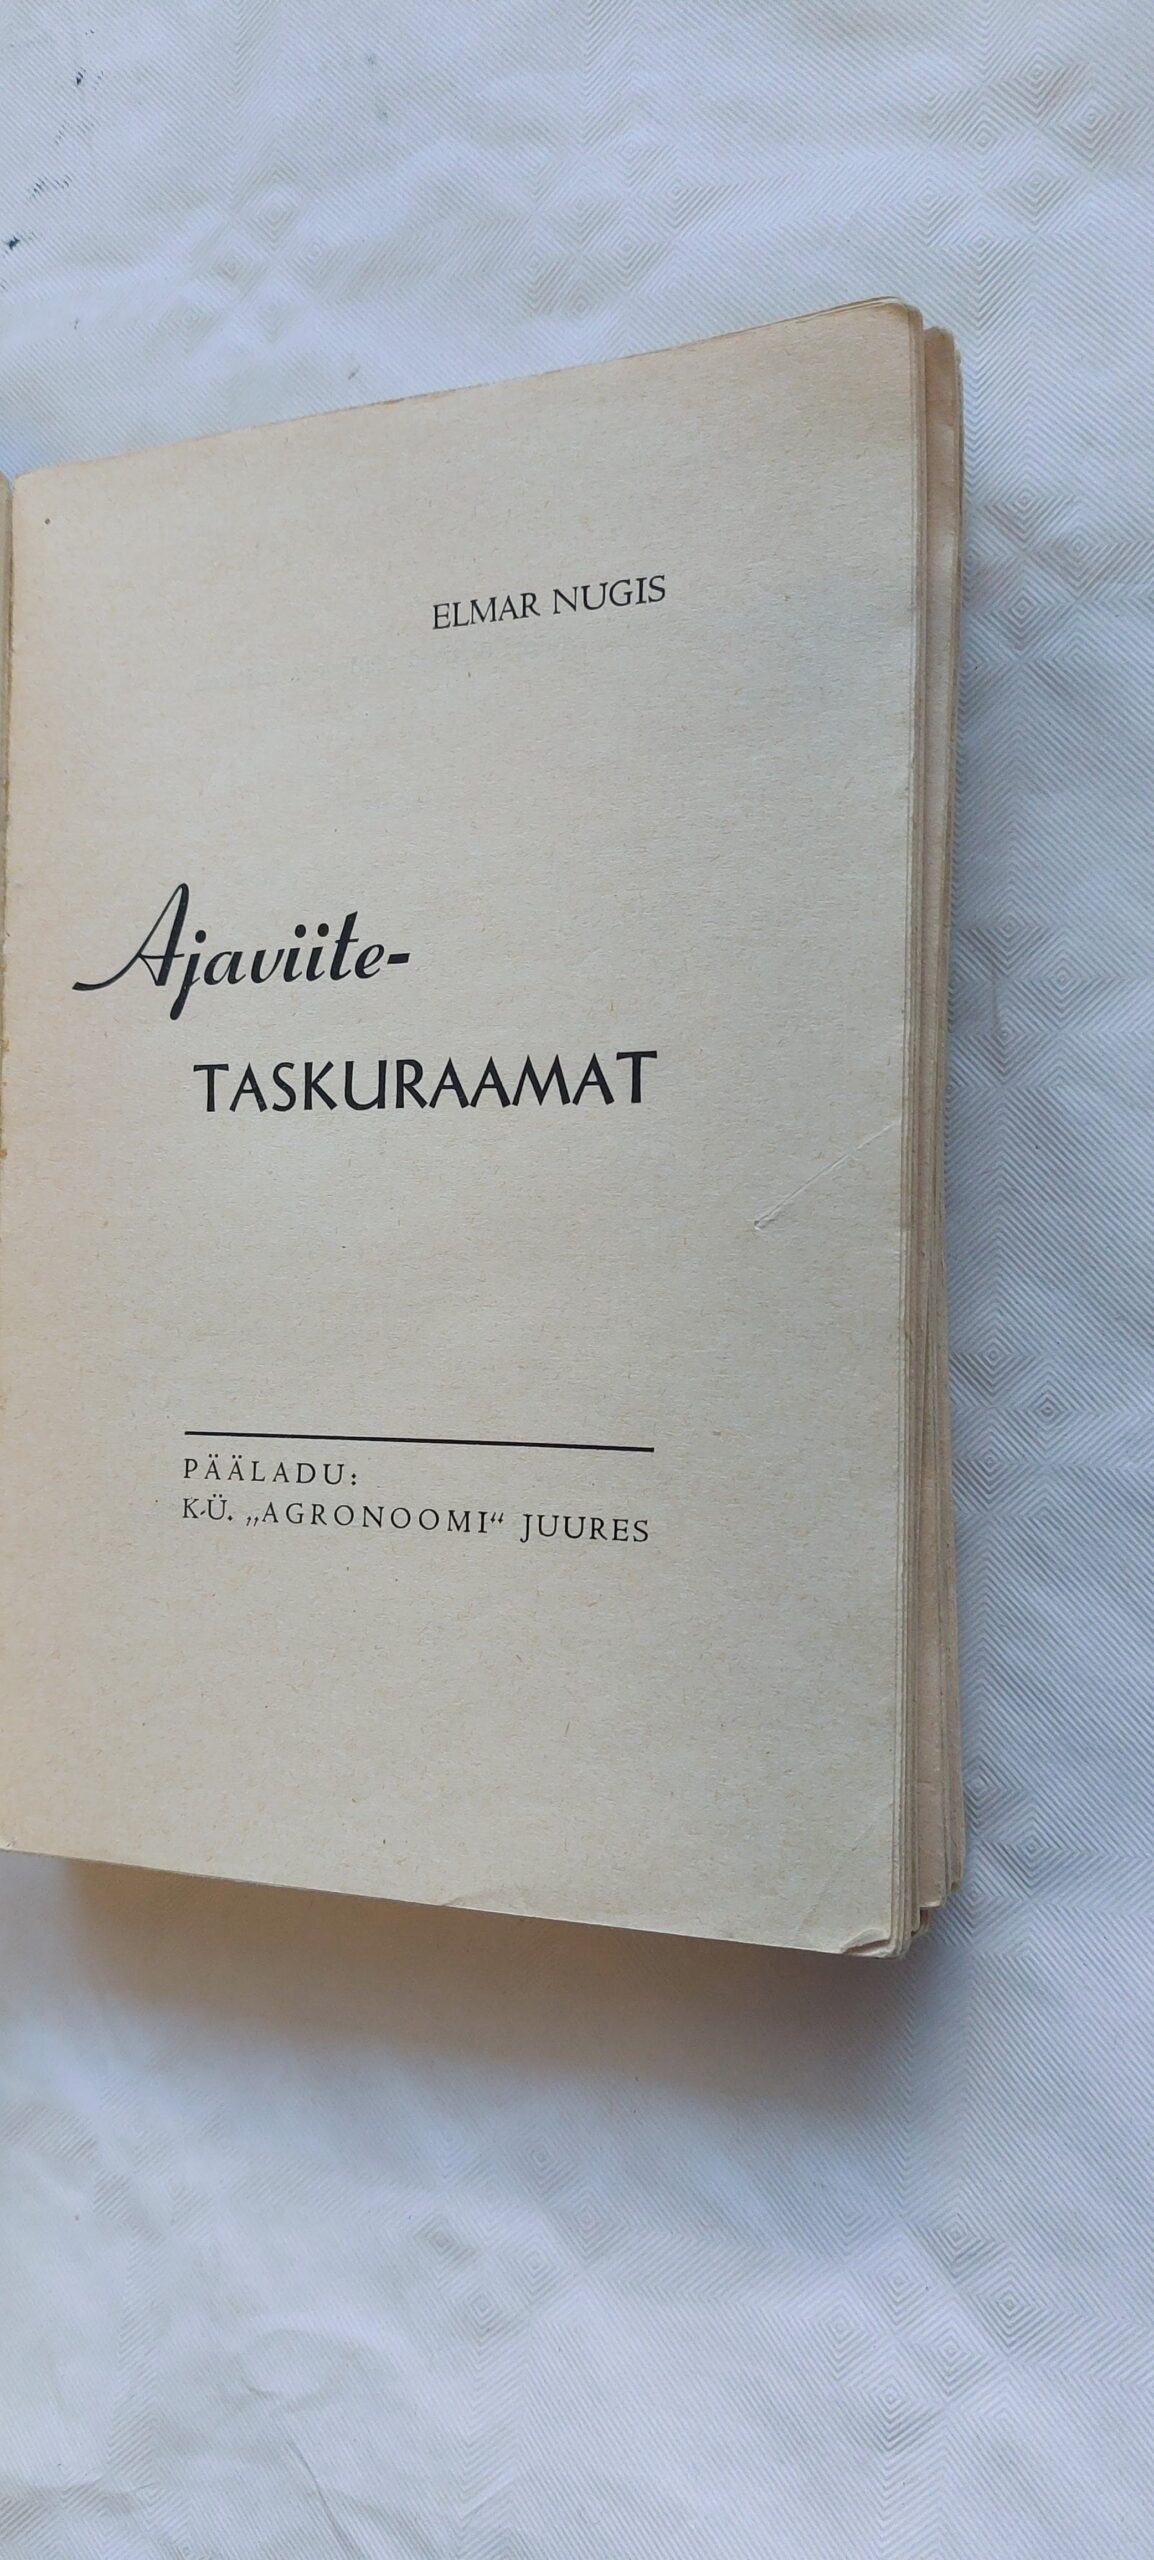 ELMAR NUGIS
Ajaviite-
TASKURAAMAT
PÄÄLADU:
K-Ü. „AGRONOOMI“ JUURES